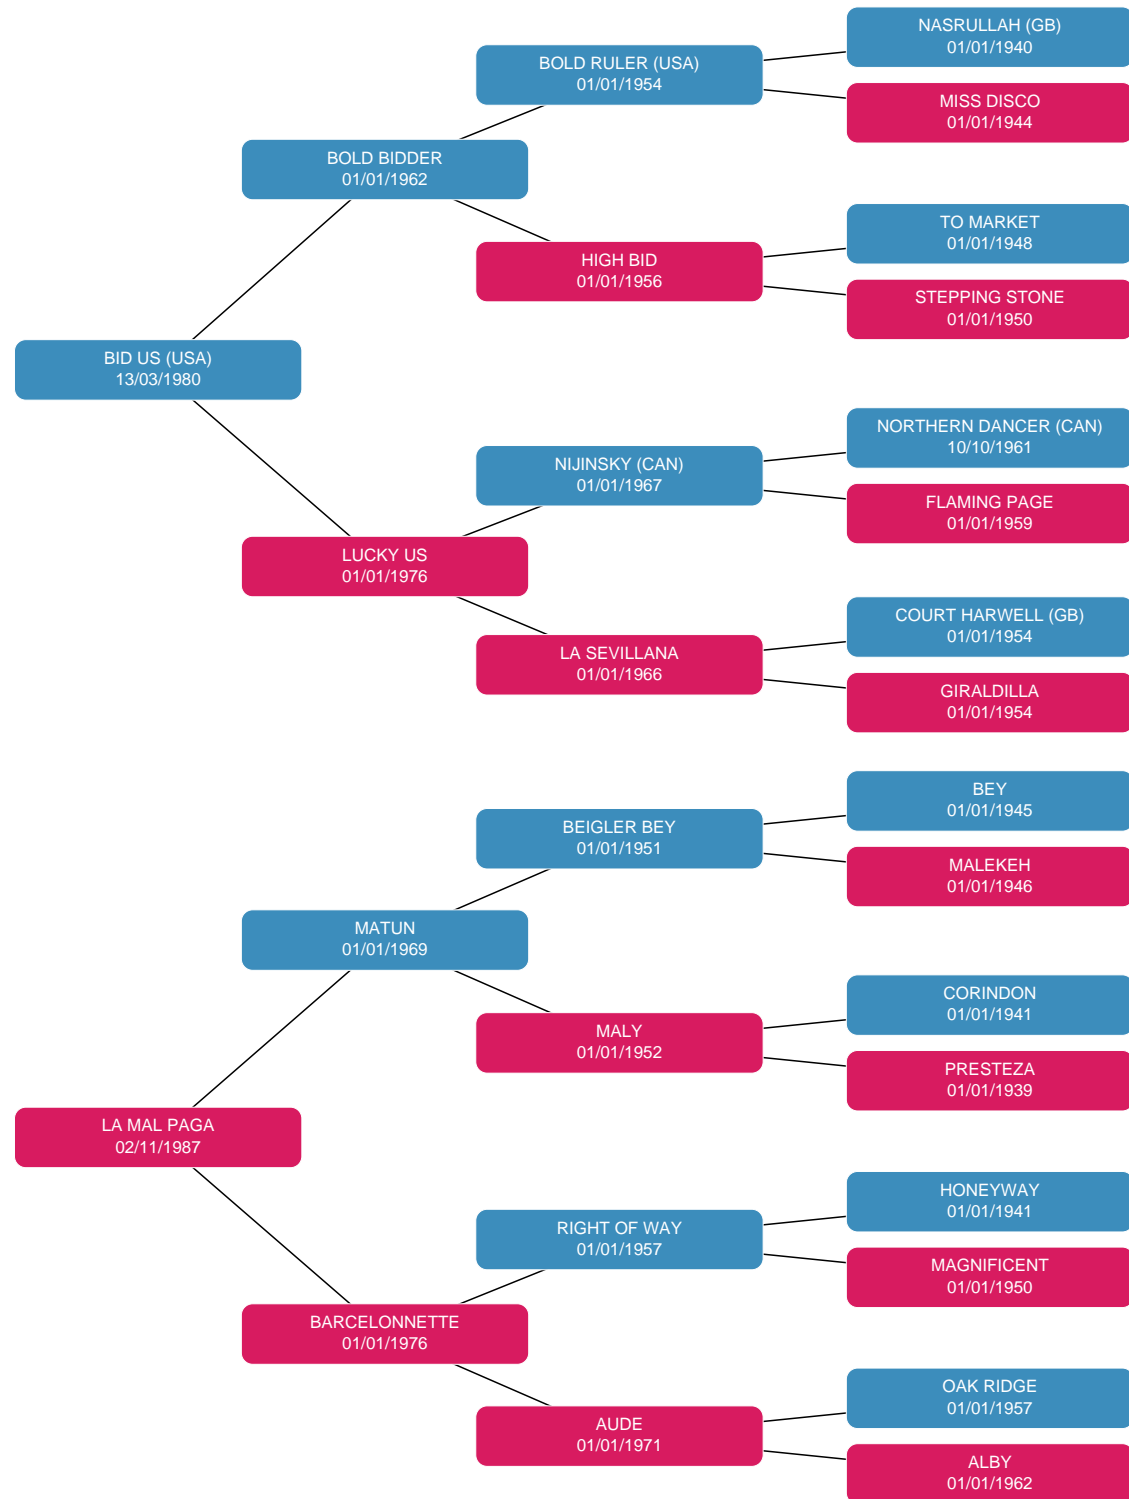 NASRULLAH (GB)
01/01/1940
BOLD RULER (USA)
01/01/1954
MISS DISCO
01/01/1944
BOLD BIDDER
01/01/1962
TO MARKET
01/01/1948
HIGH BID
01/01/1956
STEPPING STONE
01/01/1950
BID US (USA)
13/03/1980
NORTHERN DANCER (CAN)
10/10/1961
NIJINSKY (CAN)
01/01/1967
FLAMING PAGE
01/01/1959
LUCKY US
01/01/1976
COURT HARWELL (GB)
01/01/1954
LA SEVILLANA
01/01/1966
GIRALDILLA
01/01/1954
BEY
01/01/1945
BEIGLER BEY
01/01/1951
MALEKEH
01/01/1946
MATUN
01/01/1969
CORINDON
01/01/1941
MALY
01/01/1952
PRESTEZA
01/01/1939
LA MAL PAGA
02/11/1987
HONEYWAY
01/01/1941
RIGHT OF WAY
01/01/1957
MAGNIFICENT
01/01/1950
BARCELONNETTE
01/01/1976
OAK RIDGE
01/01/1957
AUDE
01/01/1971
ALBY
01/01/1962